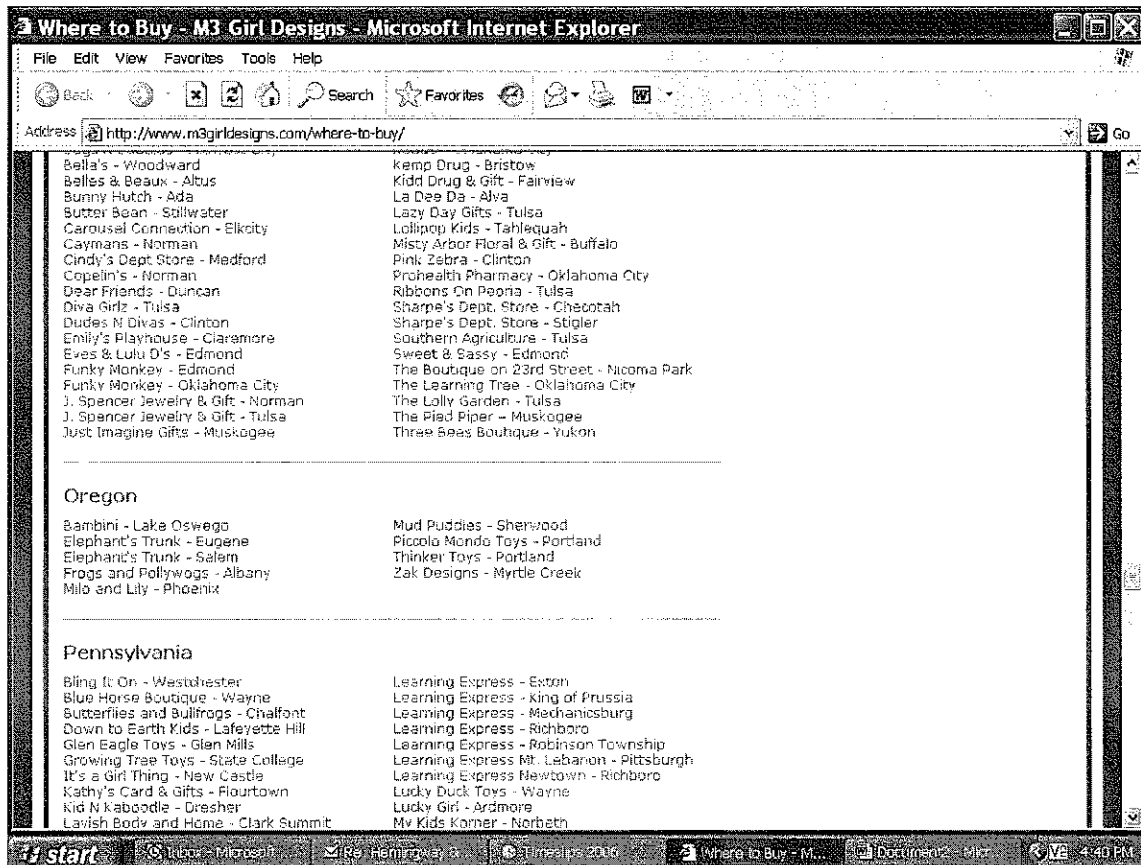 Where to Buy - M3 Girl Designs - Microsoft Internet Explorer
File Edit View Favorites Tools Help
Back Search Favorites
Address http://www.m3girldesigns.com/where-to-buy/ Go
Bella's - Woodward
Belles & Beaux - Altus
Bunny Hutch - Ada
Butter Bean - Stillwater
Carousel Connection - Elkcity
Caymans - Norman
Cindy's Dept Store - Medford
Copelin's - Norman
Dear Friends - Duncan
Diva Girlz - Tulsa
Dudes N Divas - Clinton
Emily's Playhouse - Claremore
Eves & Lulu D's - Edmond
Funky Monkey - Edmond
Funky Monkey - Oklahoma City
J. Spencer Jewelry & Gift - Norman
J. Spencer Jewelry & Gift - Tulsa
Just Imagine Gifts - Muskogee
Kemp Drug - Bristow
Kidd Drug & Gift - Fairview
La Dee Da - Alva
Lazy Day Gifts - Tulsa
Lollipop Kids - Tahlequah
Misty Arbor Floral & Gift - Buffalo
Pink Zebra - Clinton
Prohealth Pharmacy - Oklahoma City
Ribbons On Peoria - Tulsa
Sharpe's Dept. Store - Checotah
Sharpe's Dept. Store - Stigler
Southern Agriculture - Tulsa
Sweet & Sassy - Edmond
The Boutique on 23rd Street - Nicoma Park
The Learning Tree - Oklahoma City
The Lolly Garden - Tulsa
The Pied Piper – Muskogee
Three Beas Boutique - Yukon
Oregon
Bambini - Lake Oswego
Elephant's Trunk - Eugene
Elephant's Trunk - Salem
Frogs and Pollywogs - Albany
Milo and Lily - Phoenix
Mud Puddies - Sherwood
Piccolo Mondo Toys - Portland
Thinker Toys - Portland
Zak Designs - Myrtle Creek
Pennsylvania
Bling It On - Westchester
Blue Horse Boutique - Wayne
Butterflies and Bullfrogs - Chalfont
Down to Earth Kids - Lafeyette Hill
Glen Eagle Toys - Glen Mills
Growing Tree Toys - State College
It's a Girl Thing - New Castle
Kathy's Card & Gifts - Flourtown
Kid N Kaboodle - Dresher
Lavish Body and Home - Clark Summit
Learning Express - Exton
Learning Express - King of Prussia
Learning Express - Mechanicsburg
Learning Express - Richboro
Learning Express - Robinson Township
Learning Express Mt. Lebanon - Pittsburgh
Learning Express Newtown - Richboro
Lucky Duck Toys - Wayne
Lucky Girl - Ardmore
My Kids Korner - Norbeth
start Inbox - Microsoft Re: Hemingway & Timeslips 2006 Where to Buy - M... Document2 - Micr... 4:40 PM